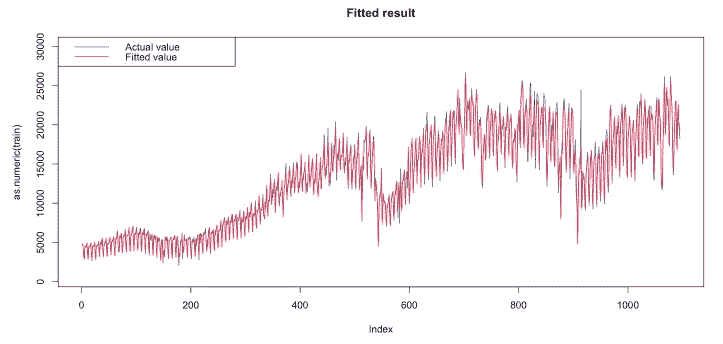 Fitted result
Actual value
Fitted value
30000
25000
20000
15000
10000
5000
0
as.numeric(train)
0 200 400 600 800 1000
Index